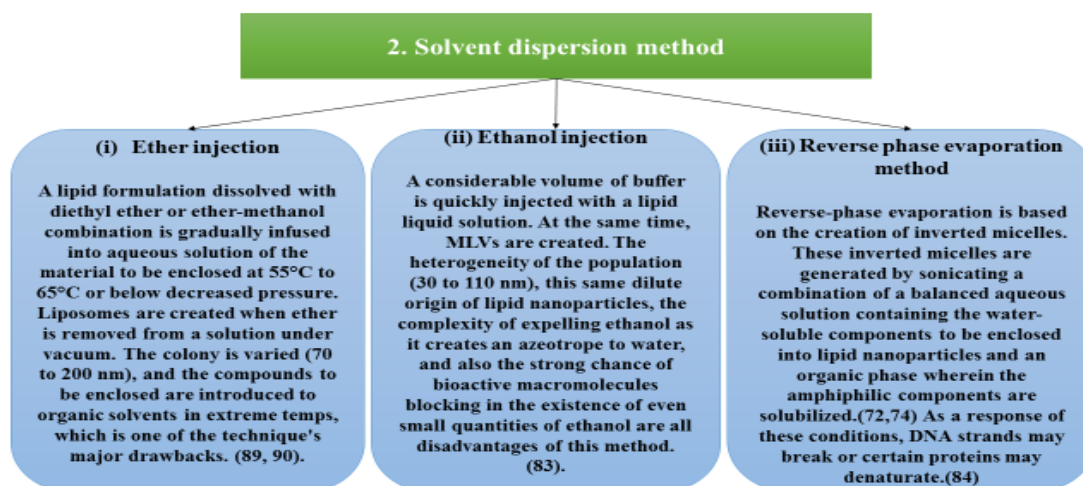 2. Solvent dispersion method
(i) Ether injection
A lipid formulation dissolved with
diethyl ether or ether-methanol
combination is gradually infused
into aqueous solution of the
material to be enclosed at 55°C to
65°C or below decreased pressure.
Liposomes are created when ether
is removed from a solution under
vacuum. The colony is varied (70
to 200 nm), and the compounds to
be enclosed are introduced to
organic solvents in extreme temps,
which is one of the technique's
major drawbacks. (89, 90).
(ii) Ethanol injection
A considerable volume of buffer
is quickly injected with a lipid
liquid solution. At the same time,
MLVs are created. The
heterogeneity of the population
(30 to 110 nm), this same dilute
origin of lipid nanoparticles, the
complexity of expelling ethanol as
it creates an azeotrope to water,
and also the strong chance of
bioactive macromolecules
blocking in the existence of even
small quantities of ethanol are all
disadvantages of this method.
(83).
(iii) Reverse phase evaporation
method
Reverse-phase evaporation is based
on the creation of inverted micelles.
These inverted micelles are
generated by sonicating a
combination of a balanced aqueous
solution containing the water-
soluble components to be enclosed
into lipid nanoparticles and an
organic phase wherein the
amphiphilic components are
solubilized.(72,74) As a response of
these conditions, DNA strands may
break or certain proteins may
denaturate.(84)